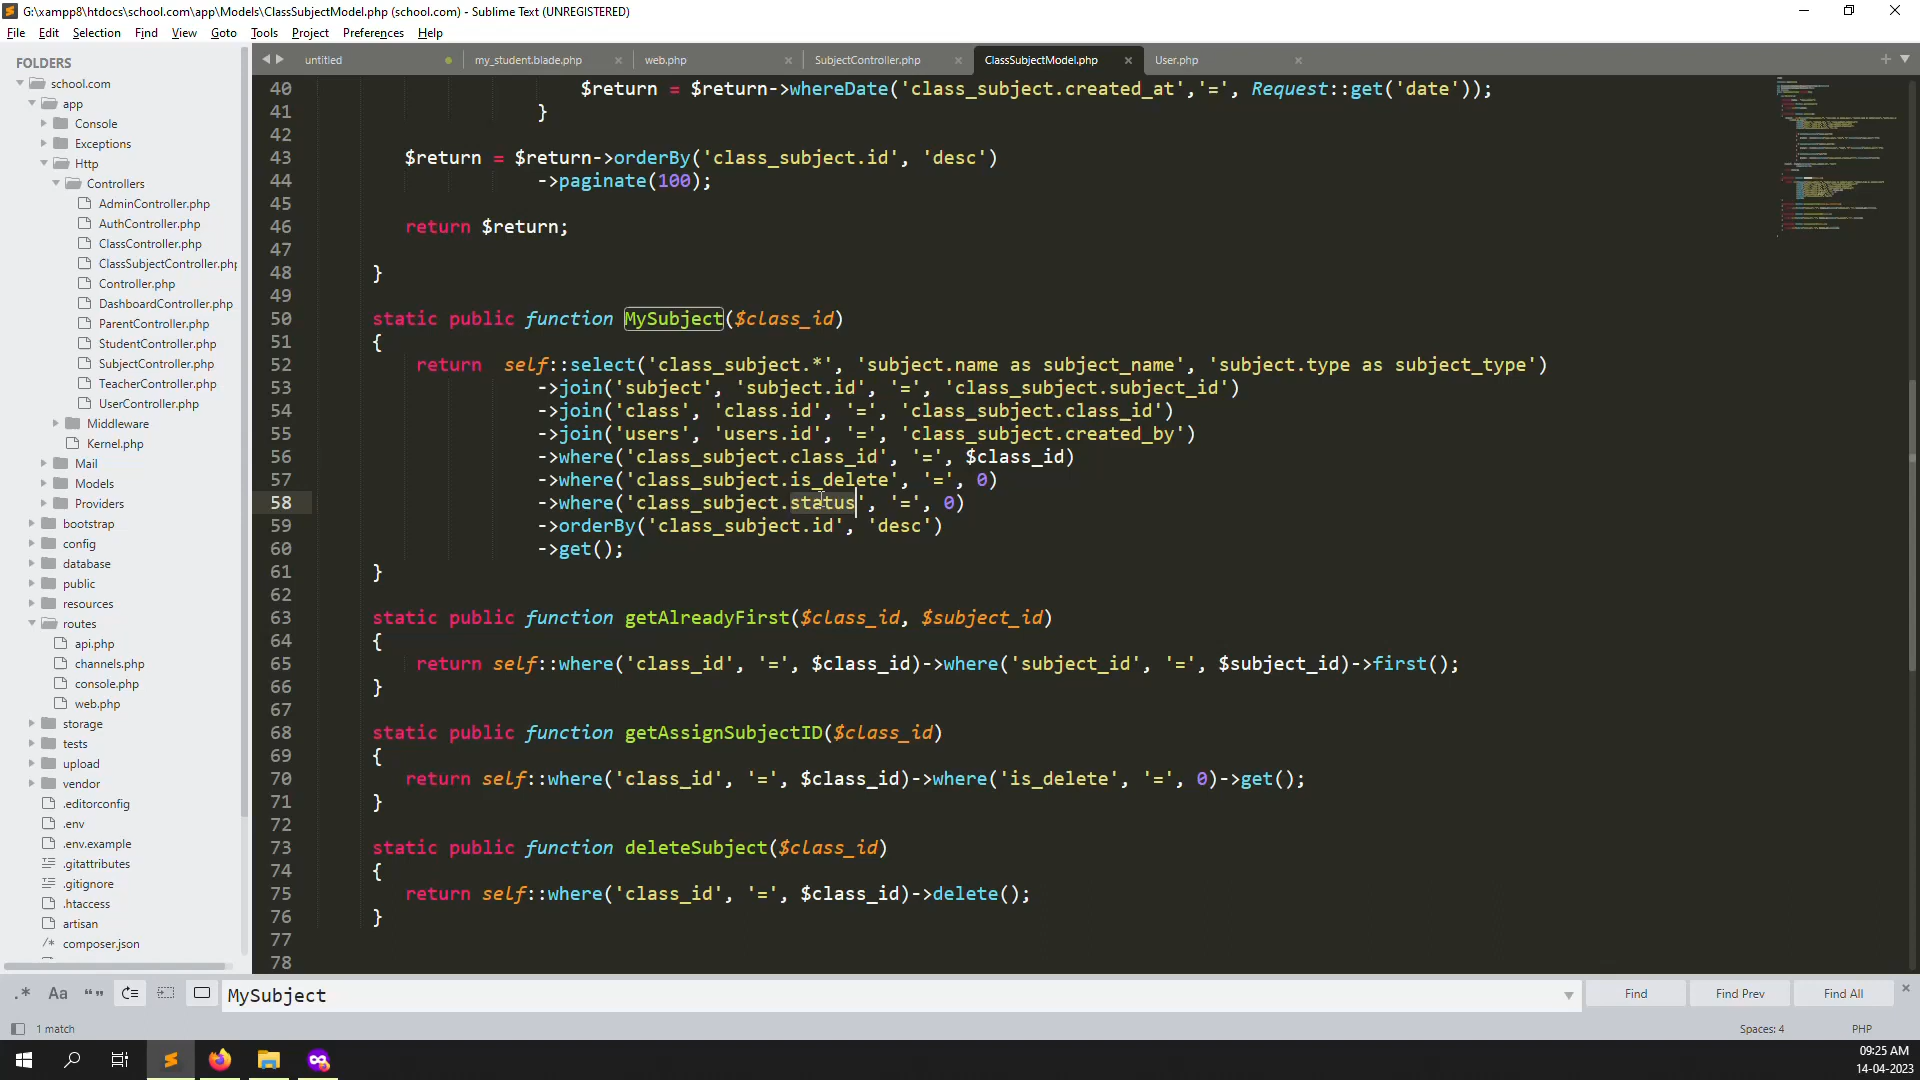 G:\xampp8\htdocs\school.com\app\Models\ClassSubjectModel.php (school.com) - Sublime Text (UNREGISTERED)
File Edit Selection Find View Goto Tools Project Preferences Help
FOLDERS
school.com
app
Console
Exceptions
Http
Controllers
AdminController.php
AuthController.php
ClassController.php
ClassSubjectController.php
Controller.php
DashboardController.php
ParentController.php
StudentController.php
SubjectController.php
TeacherController.php
UserController.php
Middleware
Kernel.php
Mail
Models
Providers
bootstrap
config
database
public
resources
routes
api.php
channels.php
console.php
web.php
storage
tests
upload
vendor
.editorconfig
.env
.env.example
.gitattributes
.gitignore
.htaccess
artisan
composer.json
untitled my_student.blade.php web.php SubjectController.php ClassSubjectModel.php User.php
40 $return = $return->whereDate('class_subject.created_at','=', Request::get('date'));
41 }
42
43 $return = $return->orderBy('class_subject.id', 'desc')
44 ->paginate(100);
45
46 return $return;
47
48 }
49
50 static public function MySubject($class_id)
51 {
52 return self::select('class_subject.*', 'subject.name as subject_name', 'subject.type as subject_type')
53 ->join('subject', 'subject.id', '=', 'class_subject.subject_id')
54 ->join('class', 'class.id', '=', 'class_subject.class_id')
55 ->join('users', 'users.id', '=', 'class_subject.created_by')
56 ->where('class_subject.class_id', '=', $class_id)
57 ->where('class_subject.is_delete', '=', 0)
58 ->where('class_subject.status', '=', 0)
59 ->orderBy('class_subject.id', 'desc')
60 ->get();
61 }
62
63 static public function getAlreadyFirst($class_id, $subject_id)
64 {
65 return self::where('class_id', '=', $class_id)->where('subject_id', '=', $subject_id)->first();
66 }
67
68 static public function getAssignSubjectID($class_id)
69 {
70 return self::where('class_id', '=', $class_id)->where('is_delete', '=', 0)->get();
71 }
72
73 static public function deleteSubject($class_id)
74 {
75 return self::where('class_id', '=', $class_id)->delete();
76 }
77
78
.* Aa “” MySubject Find Find Prev Find All
1 match Spaces: 4 PHP
09:25 AM
14-04-2023